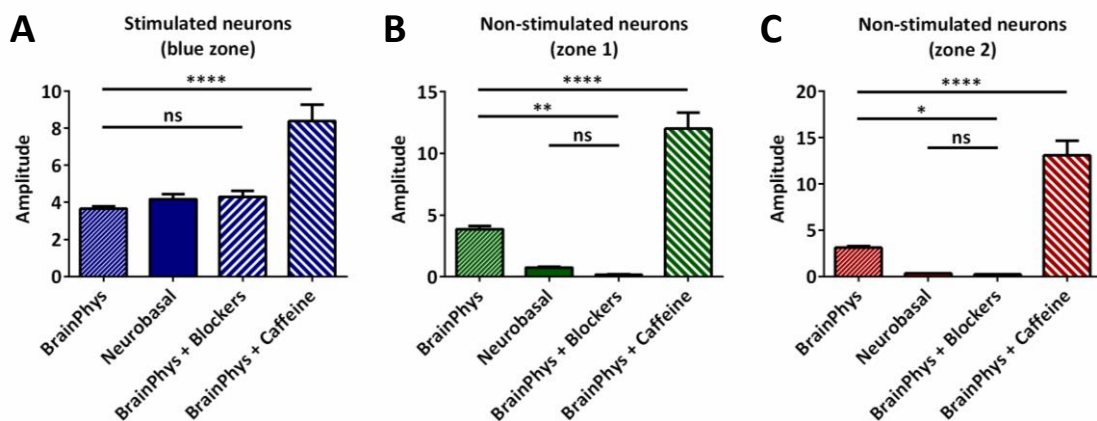 A
Stimulated neurons
(blue zone)
****
ns
Amplitude
10
8
6
4
2
0
BrainPhys
Neurobasal
BrainPhys + Blockers
BrainPhys + Caffeine
B
Non-stimulated neurons
(zone 1)
****
**
ns
Amplitude
15
10
5
0
BrainPhys
Neurobasal
BrainPhys + Blockers
BrainPhys + Caffeine
C
Non-stimulated neurons
(zone 2)
****
*
ns
Amplitude
20
15
10
5
0
BrainPhys
Neurobasal
BrainPhys + Blockers
BrainPhys + Caffeine